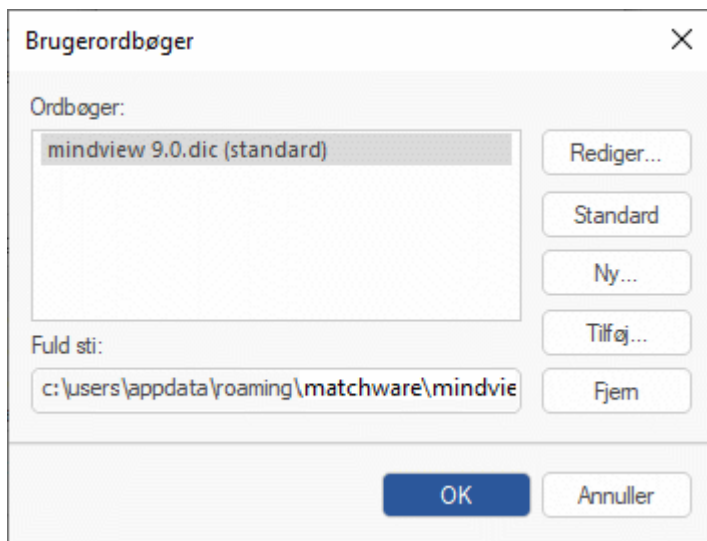 Brugerordbøger
Ordbøger:
mindview 9.0.dic (standard)
Rediger...
Standard
Ny...
Tilføj...
Fuld sti:
c:\users\appdata\roaming\matchware\mindvie
Fjern
OK
Annuller